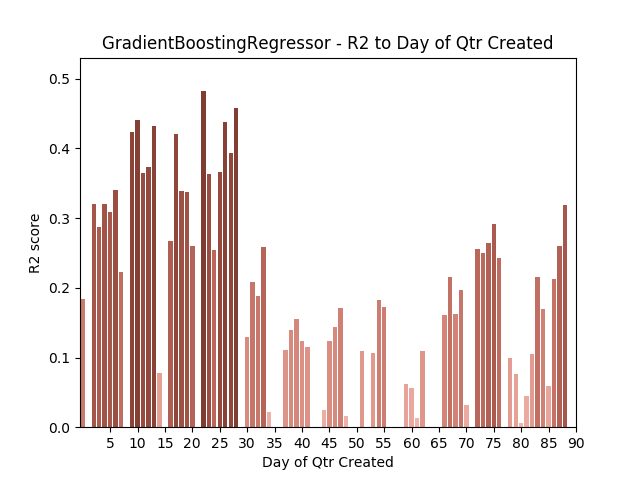 GradientBoostingRegressor - R2 to Day of Qtr Created
0.5
0.4
0.3
0.2
0.1
0.0
R2 score
5 10 15 20 25 30 35 40 45 50 55 60 65 70 75 80 85 90
Day of Qtr Created